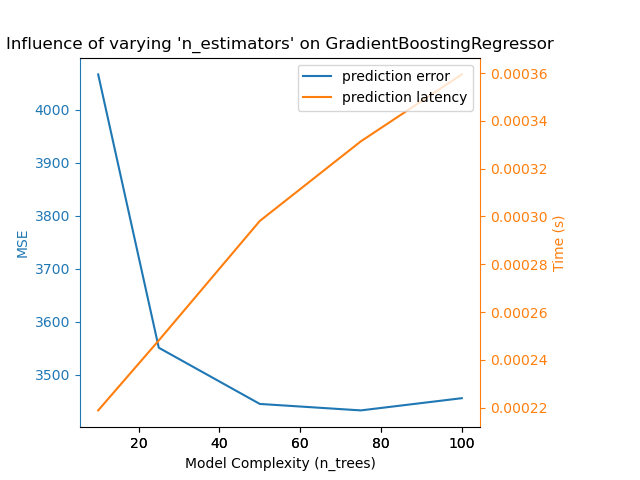 Influence of varying 'n_estimators' on GradientBoostingRegressor
prediction error
prediction latency
4000
3900
3800
3700
3600
3500
MSE
0.00036
0.00034
0.00032
0.00030
0.00028
0.00026
0.00024
0.00022
Time (s)
20 40 60 80 100
Model Complexity (n_trees)